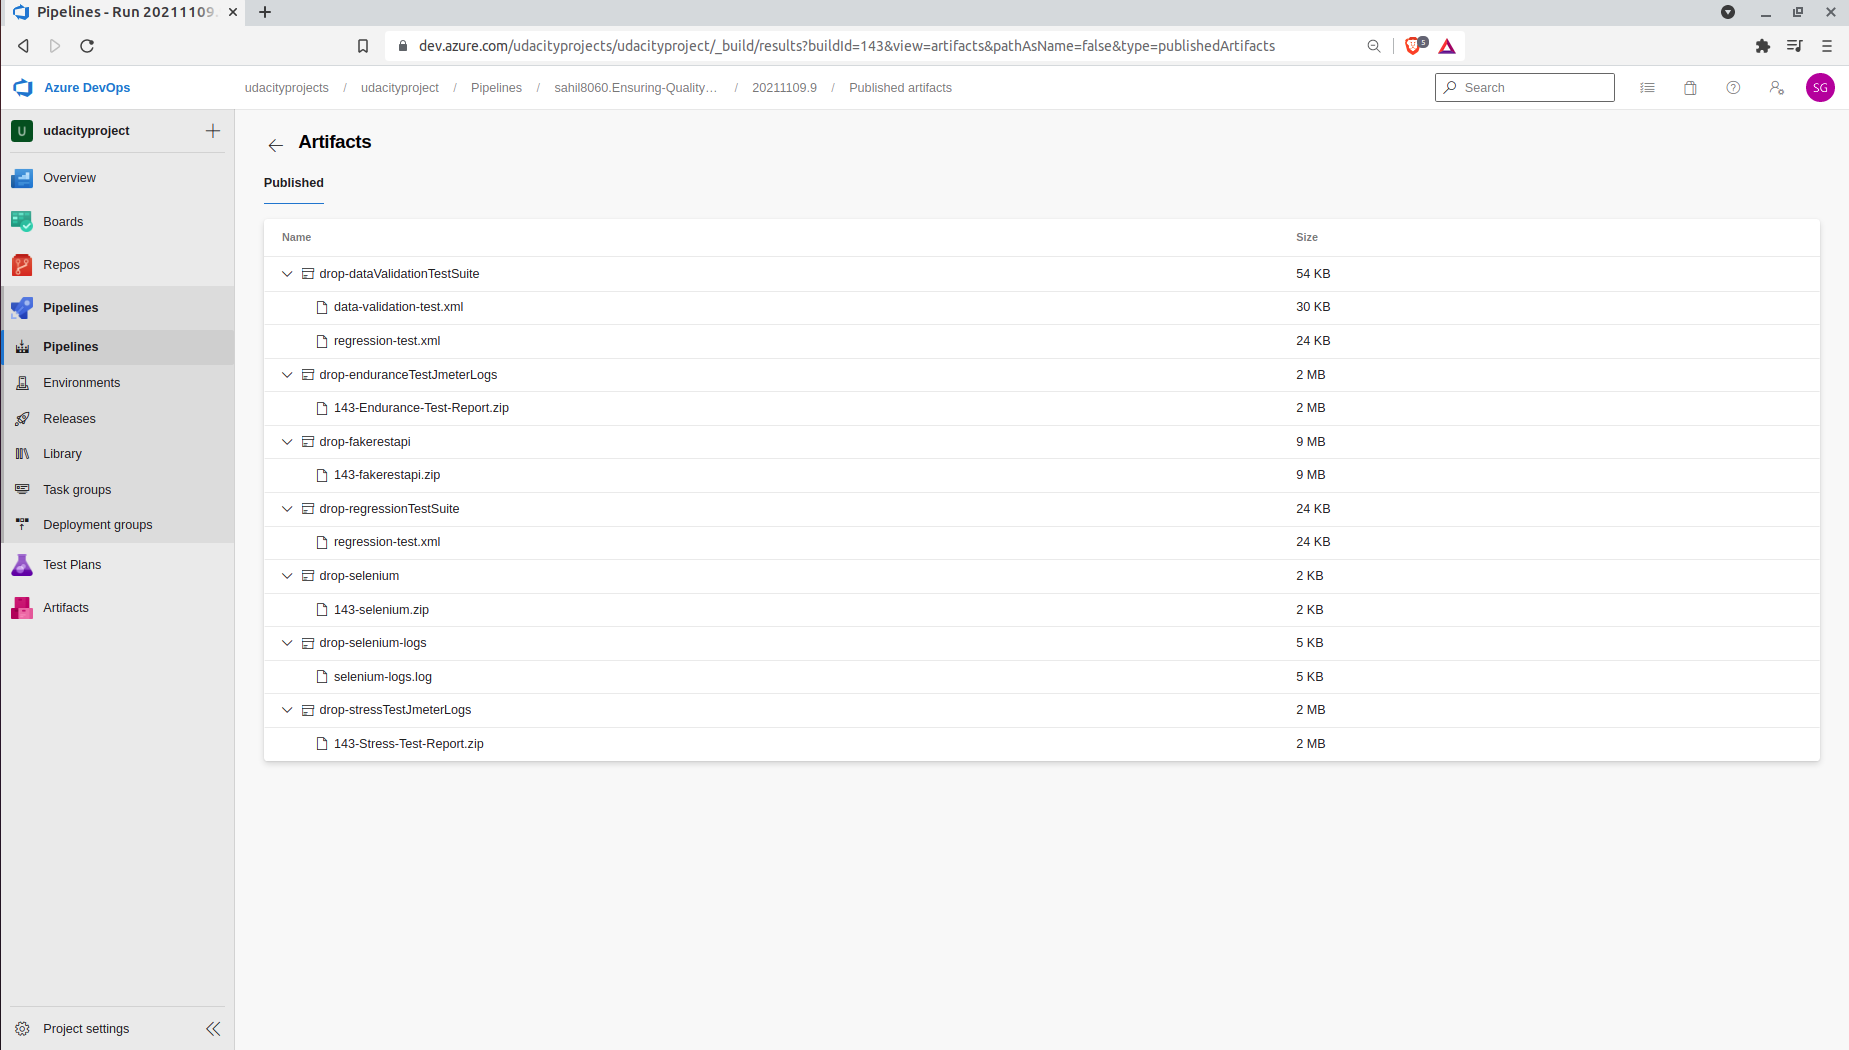 Pipelines - Run 20211109.
dev.azure.com/udacityprojects/udacityproject/_build/results?buildId=143&view=artifacts&pathAsName=false&type=publishedArtifacts
5
Azure DevOps
udacityprojects / udacityproject / Pipelines / sahil8060.Ensuring-Quality… / 20211109.9 / Published artifacts
Search
SG
U udacityproject
Overview
Boards
Repos
Pipelines
Pipelines
Environments
Releases
Library
Task groups
Deployment groups
Test Plans
Artifacts
Project settings
Artifacts
Published
Name Size
drop-dataValidationTestSuite 54 KB
data-validation-test.xml 30 KB
regression-test.xml 24 KB
drop-enduranceTestJmeterLogs 2 MB
143-Endurance-Test-Report.zip 2 MB
drop-fakerestapi 9 MB
143-fakerestapi.zip 9 MB
drop-regressionTestSuite 24 KB
regression-test.xml 24 KB
drop-selenium 2 KB
143-selenium.zip 2 KB
drop-selenium-logs 5 KB
selenium-logs.log 5 KB
drop-stressTestJmeterLogs 2 MB
143-Stress-Test-Report.zip 2 MB